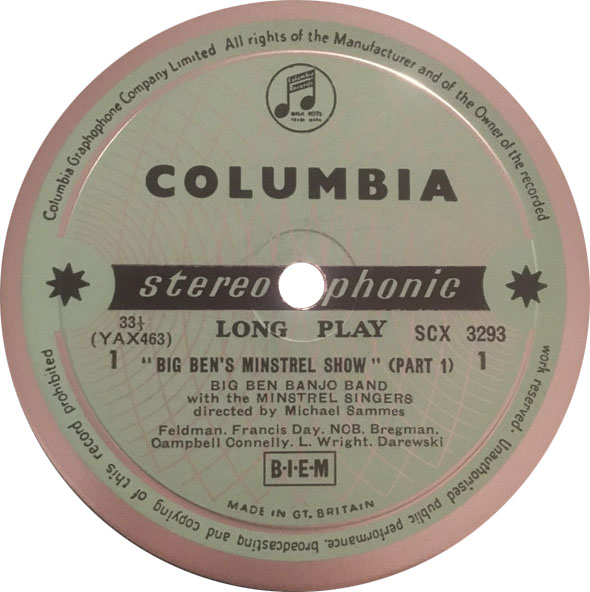 Columbia Graphophone Company Limited All rights of the Manufacturer and of the Owner of the recorded work reserved. Unauthorised public performance, broadcasting and copying of this record prohibited
Columbia
Records
COLUMBIA
stereophonic
33⅓
(YAX463)
LONG PLAY
SCX 3293
1
"BIG BEN'S MINSTREL SHOW" (PART 1)
1
BIG BEN BANJO BAND
with the MINSTREL SINGERS
directed by Michael Sammes
Feldman. Francis Day. NCB. Bregman.
Campbell Connelly. L. Wright. Darewski
B·I·E·M
MADE IN GT. BRITAIN